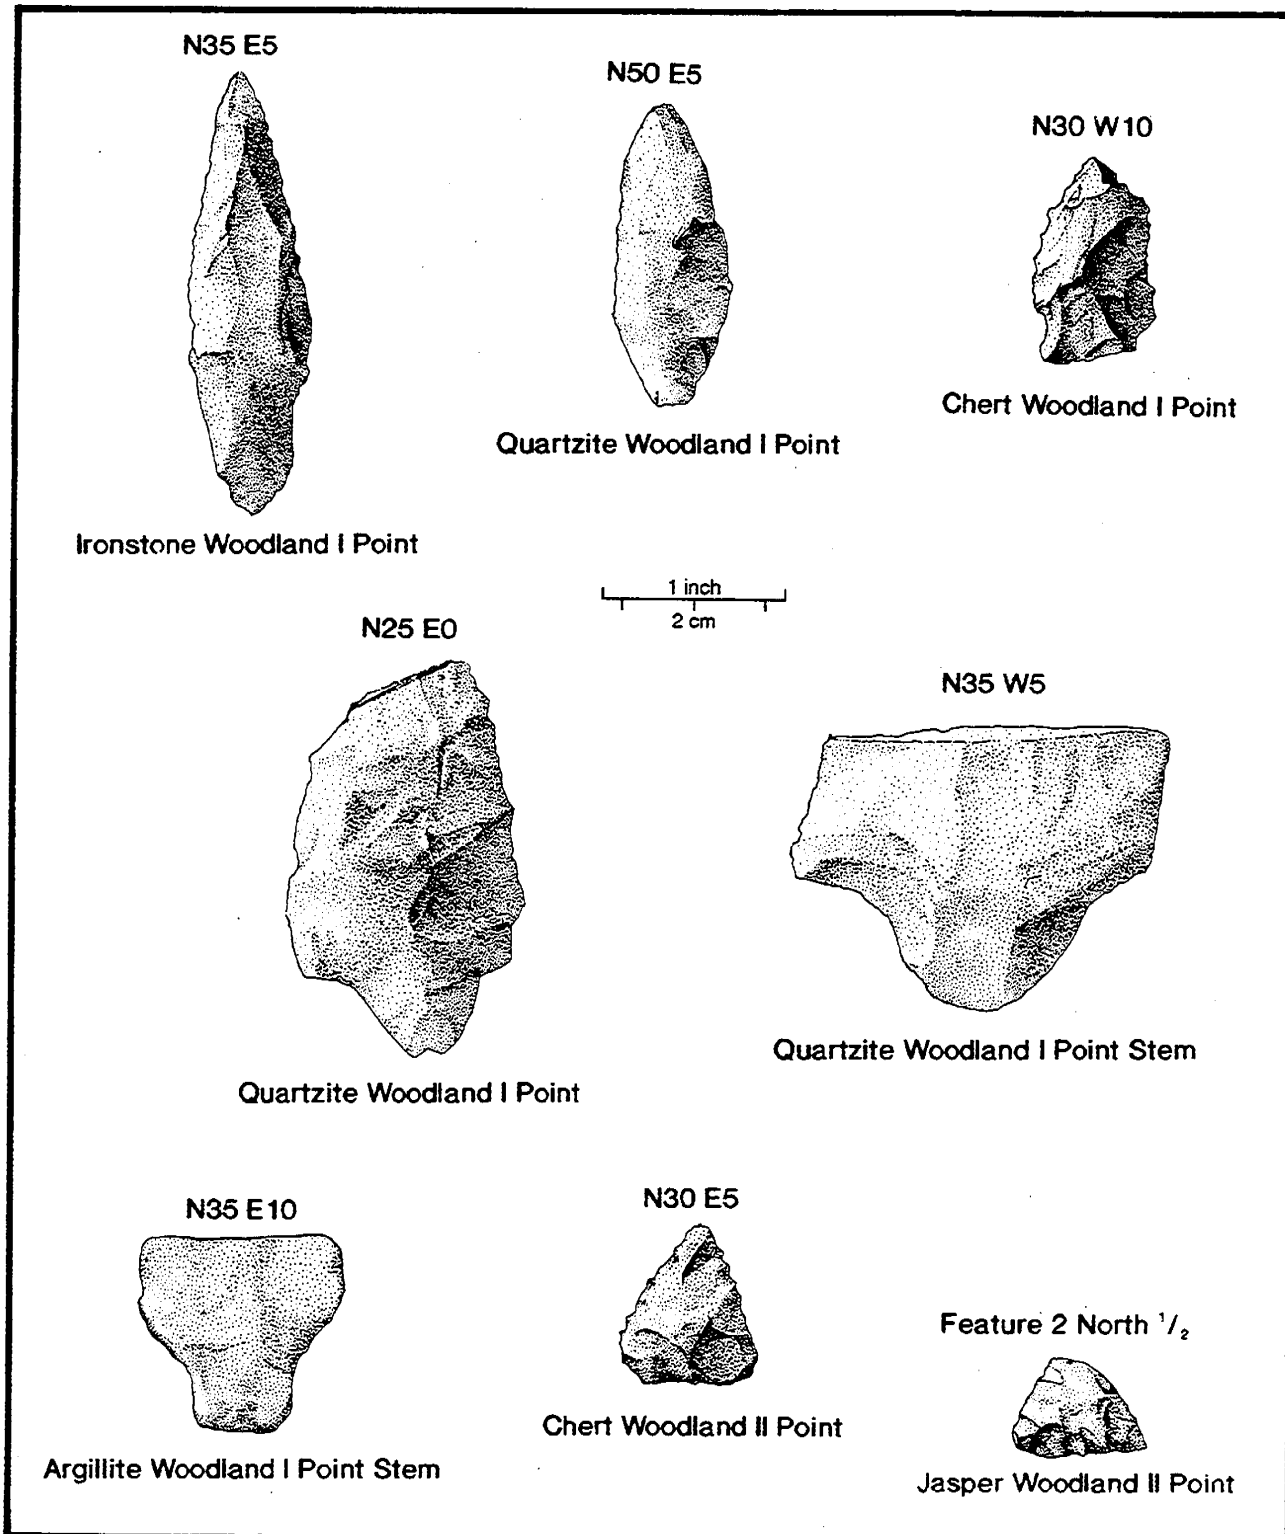 N35 E5
N50 E5
N30 W10
Chert Woodland I Point
Quartzite Woodland I Point
Ironstone Woodland I Point
1 inch
2 cm
N25 E0
N35 W5
Quartzite Woodland I Point Stem
Quartzite Woodland I Point
N35 E10
N30 E5
Feature 2 North 1/2
Chert Woodland II Point
Argillite Woodland I Point Stem
Jasper Woodland II Point